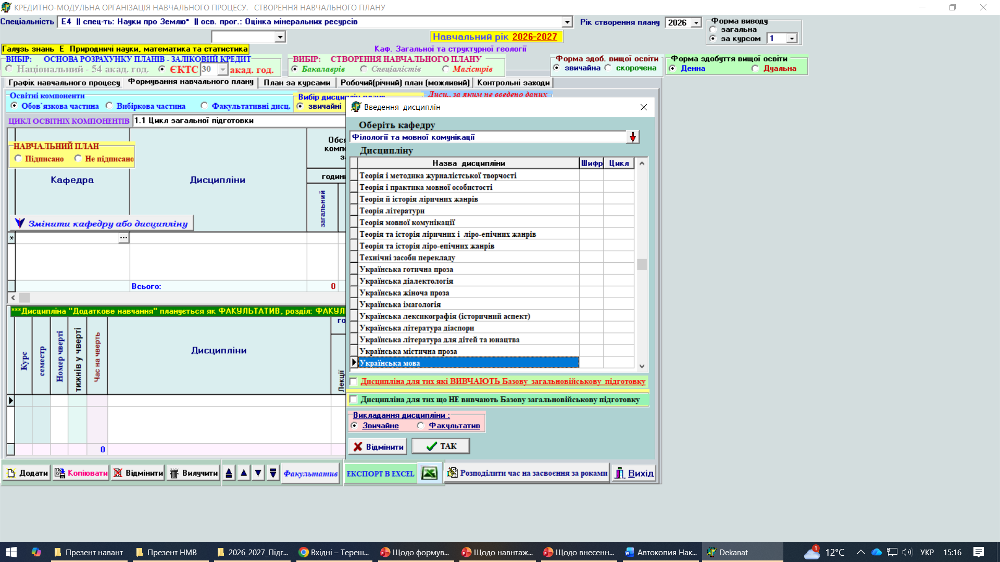 КРЕДИТНО-МОДУЛЬНА ОРГАНІЗАЦІЯ НАВЧАЛЬНОГО ПРОЦЕСУ.   СТВОРЕННЯ НАВЧАЛЬНОГО ПЛАНУ
Спеціальність   E4  || спец-ть: Науки про Землю*  || осв. прог.: Оцінка мінеральних ресурсів   Рік створення плану   2026
Форма виводу
загальна
за курсом   1
Навчальний рік 2026-2027
Галузь знань  E  Природничі науки, математика та статистика
Каф. Загальної та структурної геології
ВИБІР:   ОСНОВА РОЗРАХУНКУ ПЛАНІВ - ЗАЛІКОВИЙ КРЕДИТ
Національний - 54 акад. год.   ЄКТС   30   акад. год.
ВИБІР:   СТВОРЕННЯ НАВЧАЛЬНОГО ПЛАНУ
Бакалаврів   Спеціалістів   Магістрів
Форма здоб. вищої освіти
звичайна   скорочена
Форма здобуття вищої освіти
Денна   Дуальна
Графік навчального процесу   Формування навчального плану   План за курсами   Робочий(річний) план (можливий)   Контрольні заходи
Освітні компоненти
Обов`язкова частина   Вибіркова частина   Факультативні дисц.
Вибір дисциплін плану
звичайні
Дисц., за яким не введено даних
ЦИКЛ ОСВІТНІХ КОМПОНЕНТІВ   1.1 Цикл загальної підготовки
НАВЧАЛЬНИЙ ПЛАН
Підписано   Не підписано
Кафедра   Дисципліни
загальний
Змінити кафедру або дисципліну
*   ...
Всього:   0
***Дисципліна "Додаткове навчання" планується як ФАКУЛЬТАТИВ, розділ: ФАКУЛ
Курс   семестр   Номер чверті   тижнів у чверті   Час на чверть   Дисципліни   Лекції
0
Введення  дисциплін
Оберіть кафедру
Філології та мовної комунікації
Дисципліну
Назва  дисципліни   Шифр   Цикл
Теорія і методика журналістської творчості
Теорія і практика мовної особистості
Теорія й історія ліричних жанрів
Теорія літератури
Теорія мовної комунікації
Теорія та історія ліричних і  ліро-епічних жанрів
Теорія та історія ліро-епічних жанрів
Технічні засоби перекладу
Українська готична проза
Українська діалектологія
Українська жіноча проза
Українська імагологія
Українська лексикографія (історичний аспект)
Українська література діаспори
Українська література для дітей та юнацтва
Українська містична проза
Українська мова
Дисципліна для тих які ВИВЧАЮТЬ Базову  загальновійськову  підготовку
Дисципліна для тих що НЕ вивчають Базову загальновійськову підготовку
Викладання дисципліни :
Звичайне   Факультатив
Відмінити   ТАК
Додати   Копіювати   Відмінити   Вилучити   Факультатив   ЕКСПОРТ В EXCEL   Розподілити час на засвоєння за роками   Вихід
Презент навант   Презент НМВ   2026_2027_Підг...   Вхідні – Тереш...   Щодо формув...   Щодо навнтаж...   Щодо внесенн...   Автокопия Нак...   Dekanat   1   12°C   УКР   15:16